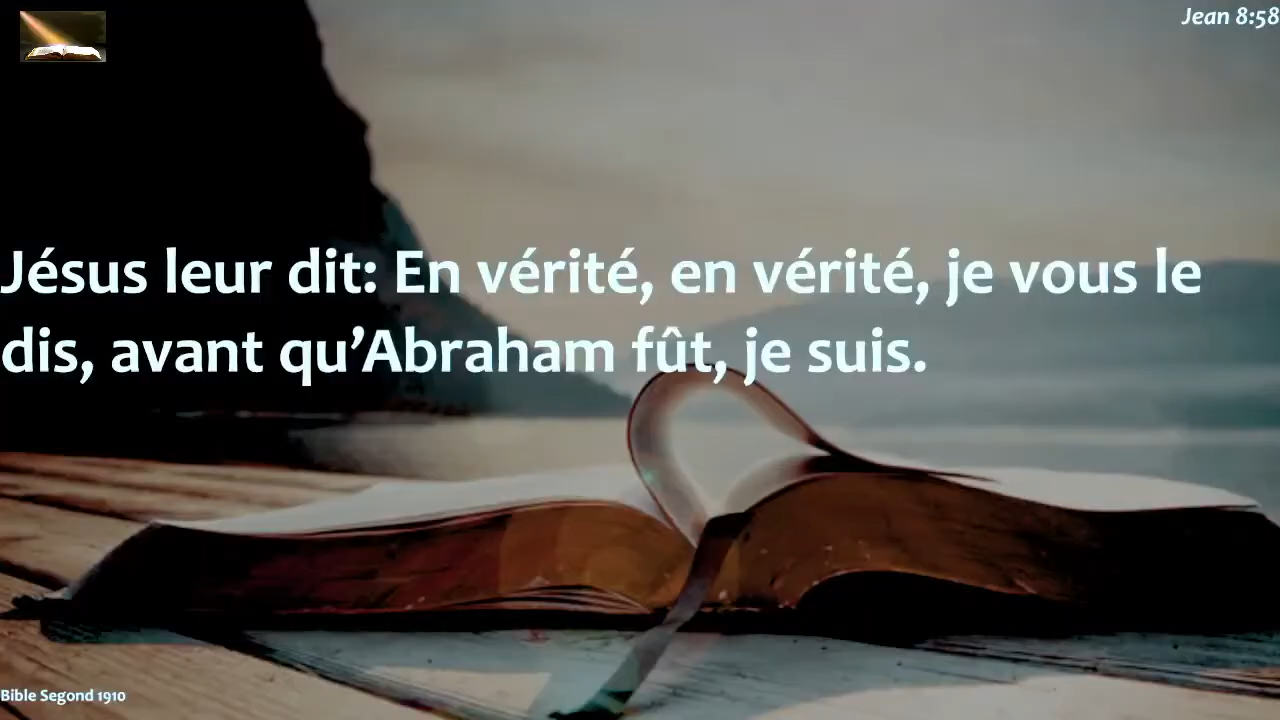 Jean 8:58
Jésus leur dit: En vérité, en vérité, je vous le
dis, avant qu’Abraham fût, je suis.
Bible Segond 1910